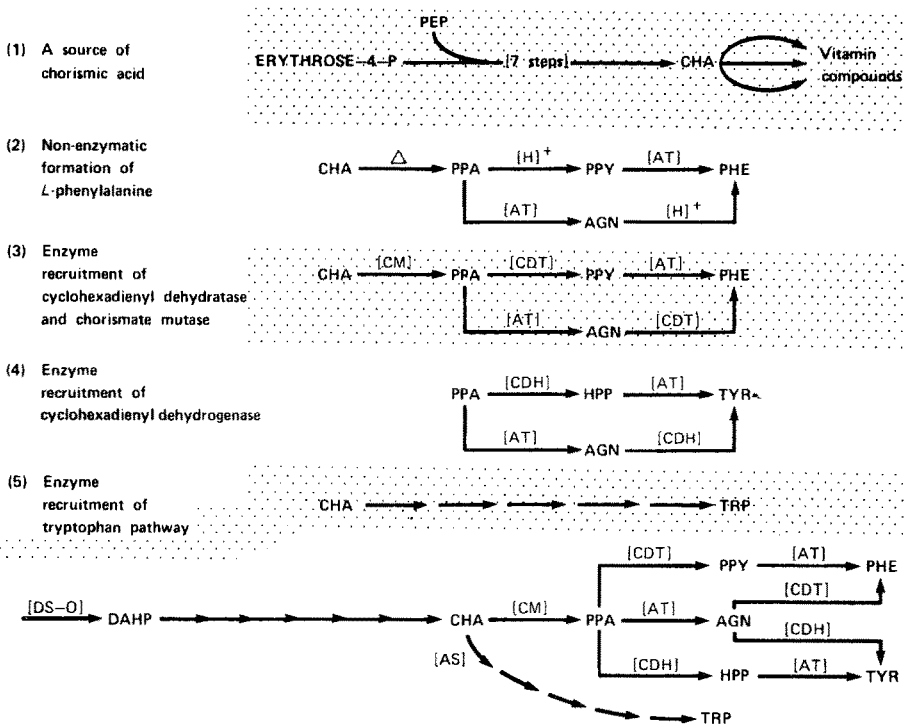 PEP
(1) A source of
chorismic acid
ERYTHROSE-4-P [7 steps] CHA Vitamin
compounds
(2) Non-enzymatic
formation of
L-phenylalanine
△ [H]+ [AT]
CHA PPA PPY PHE
[AT] [H]+
AGN
(3) Enzyme
recruitment of
cyclohexadienyl dehydratase
and chorismate mutase
[CM] [CDT] [AT]
CHA PPA PPY PHE
[AT] [CDT]
AGN
(4) Enzyme
recruitment of
cyclohexadienyl dehydrogenase
[CDH] [AT]
PPA HPP TYR
[AT] [CDH]
AGN
(5) Enzyme
recruitment of
tryptophan pathway
CHA TRP
[CDT] [AT]
PPY PHE
[DS-O] [CM] [AT] [CDT]
DAHP CHA PPA AGN
[CDH]
[AS] [CDH] [AT]
HPP TYR
TRP